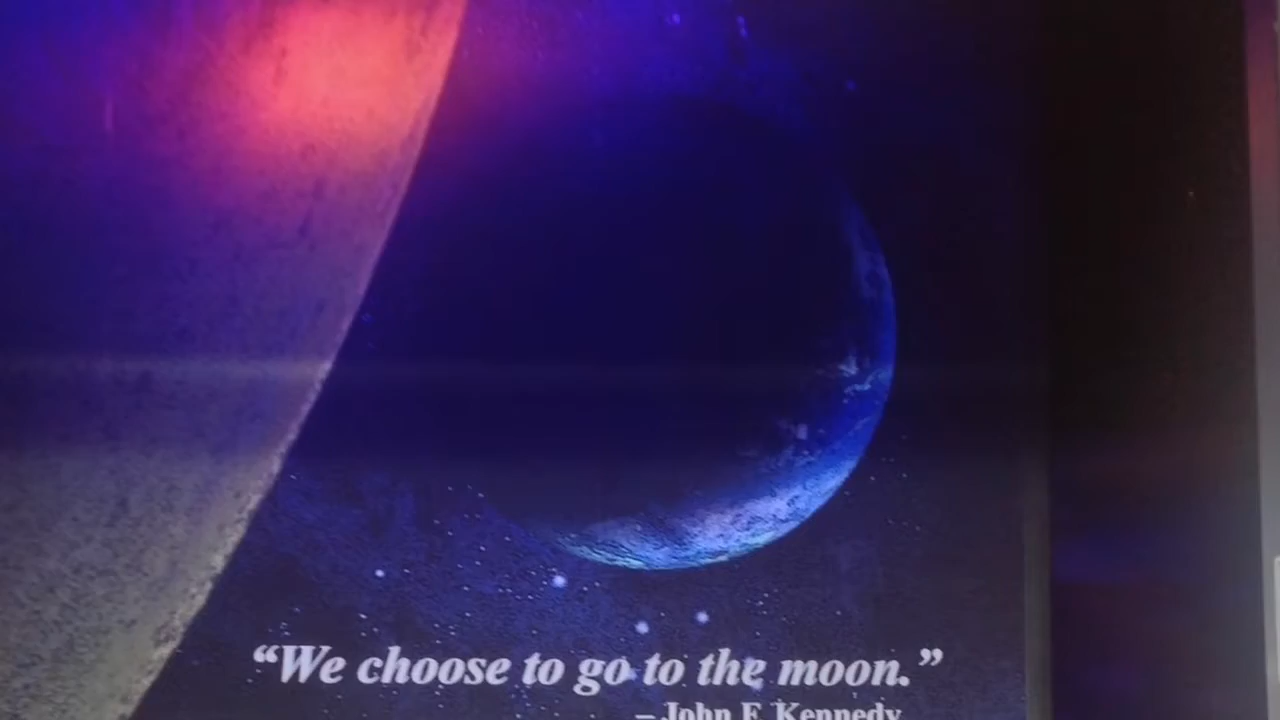 “We choose to go to the moon.”
– John F. Kennedy